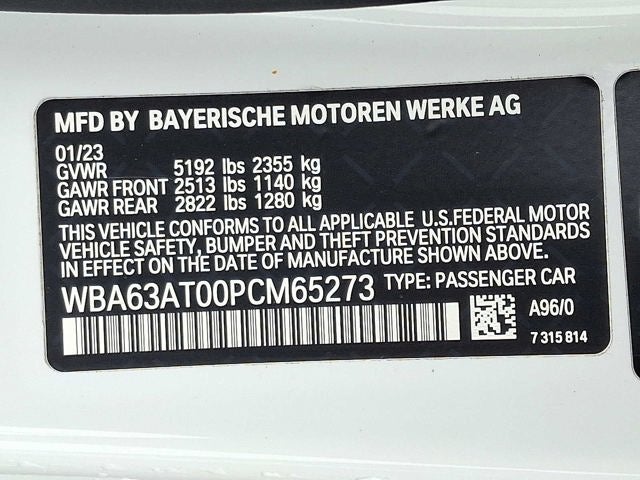 MFD BY BAYERISCHE MOTOREN WERKE AG
01/23
GVWR 5192 lbs 2355 kg
GAWR FRONT 2513 lbs 1140 kg
GAWR REAR 2822 lbs 1280 kg
THIS VEHICLE CONFORMS TO ALL APPLICABLE U.S.FEDERAL MOTOR
VEHICLE SAFETY, BUMPER AND THEFT PREVENTION STANDARDS
IN EFFECT ON THE DATE OF MANUFACTURE SHOWN ABOVE.
WBA63AT00PCM65273 TYPE: PASSENGER CAR
A96/0
7 315 814